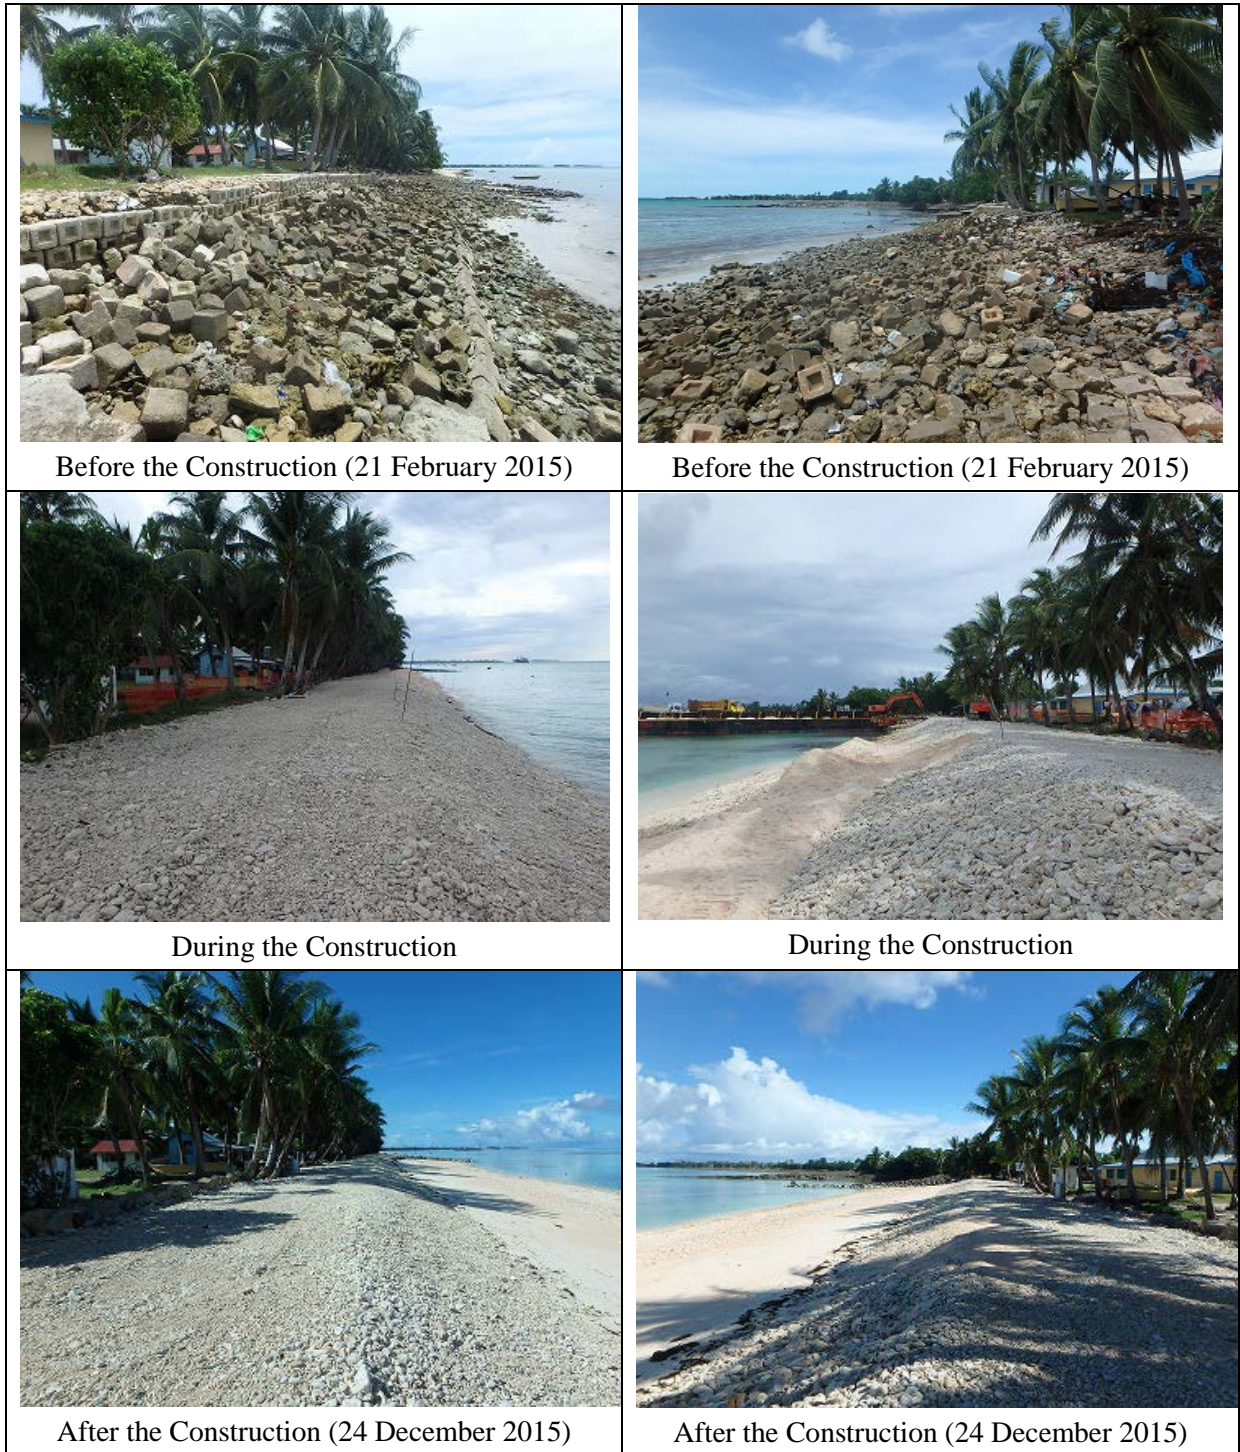 Before the Construction (21 February 2015)
Before the Construction (21 February 2015)
During the Construction
During the Construction
After the Construction (24 December 2015)
After the Construction (24 December 2015)